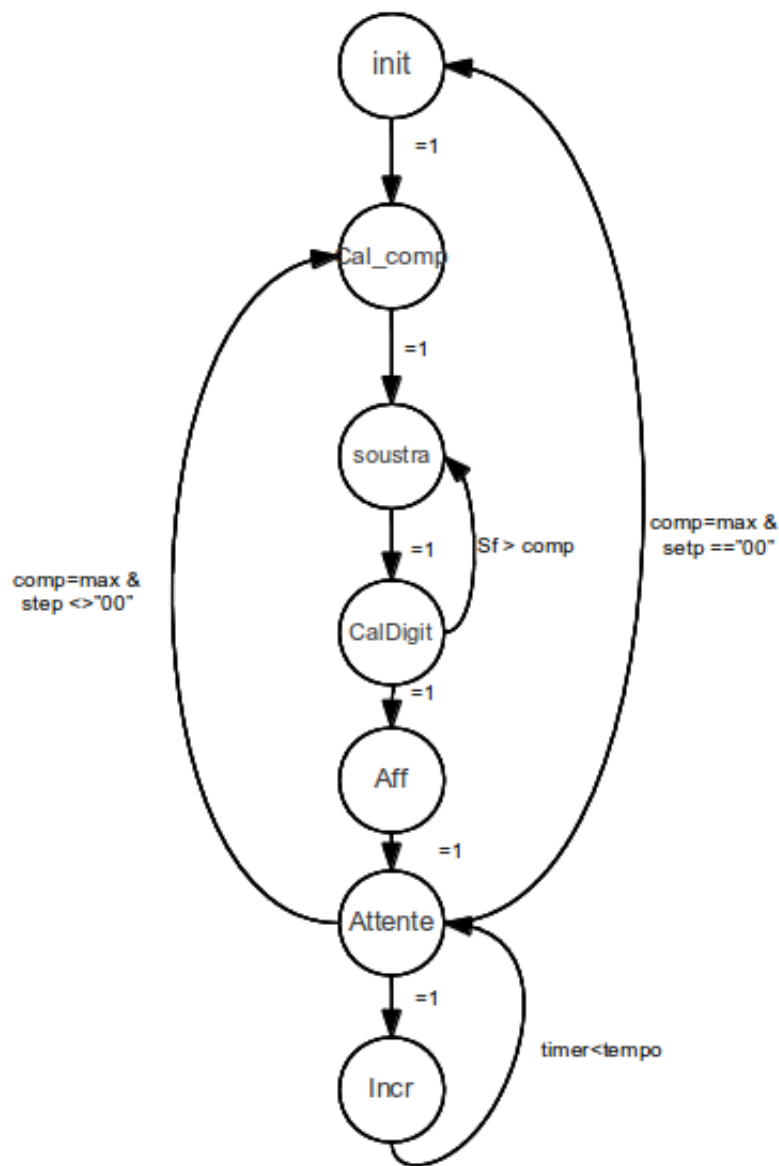 init
=1
Cal_comp
=1
soustra
=1
Sf > comp
comp=max &
setp =="00"
comp=max &
step <>"00"
CalDigit
=1
Aff
=1
Attente
=1
timer<tempo
Incr